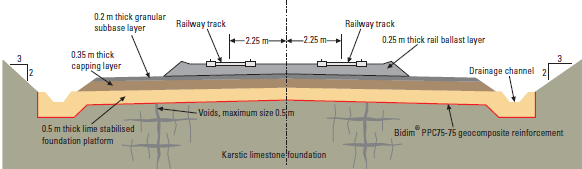 0.2 m thick granular
subbase layer
Railway track
Railway track
2.25 m
2.25 m
0.25 m thick rail ballast layer
0.35 m thick
capping layer
3
2
Drainage channel
3
2
Voids, maximum size 0.5 m
0.5 m thick lime stabilised
foundation platform
Bidim® PPC75-75 geocomposite reinforcement
Karstic limestone foundation